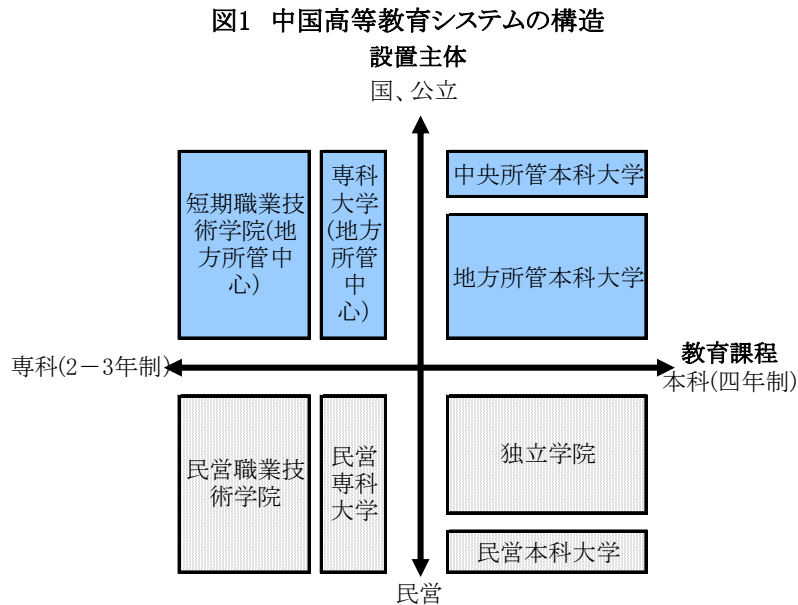 図1 中国高等教育システムの構造
設置主体
国、公立
短期職業技
術学院(地
方所管中
心)
専科
大学
(地方
所管
中
心)
中央所管本科大学
地方所管本科大学
専科(2－3年制)
教育課程
本科(四年制)
民営職業技
術学院
民営
専科
大学
独立学院
民営本科大学
民営